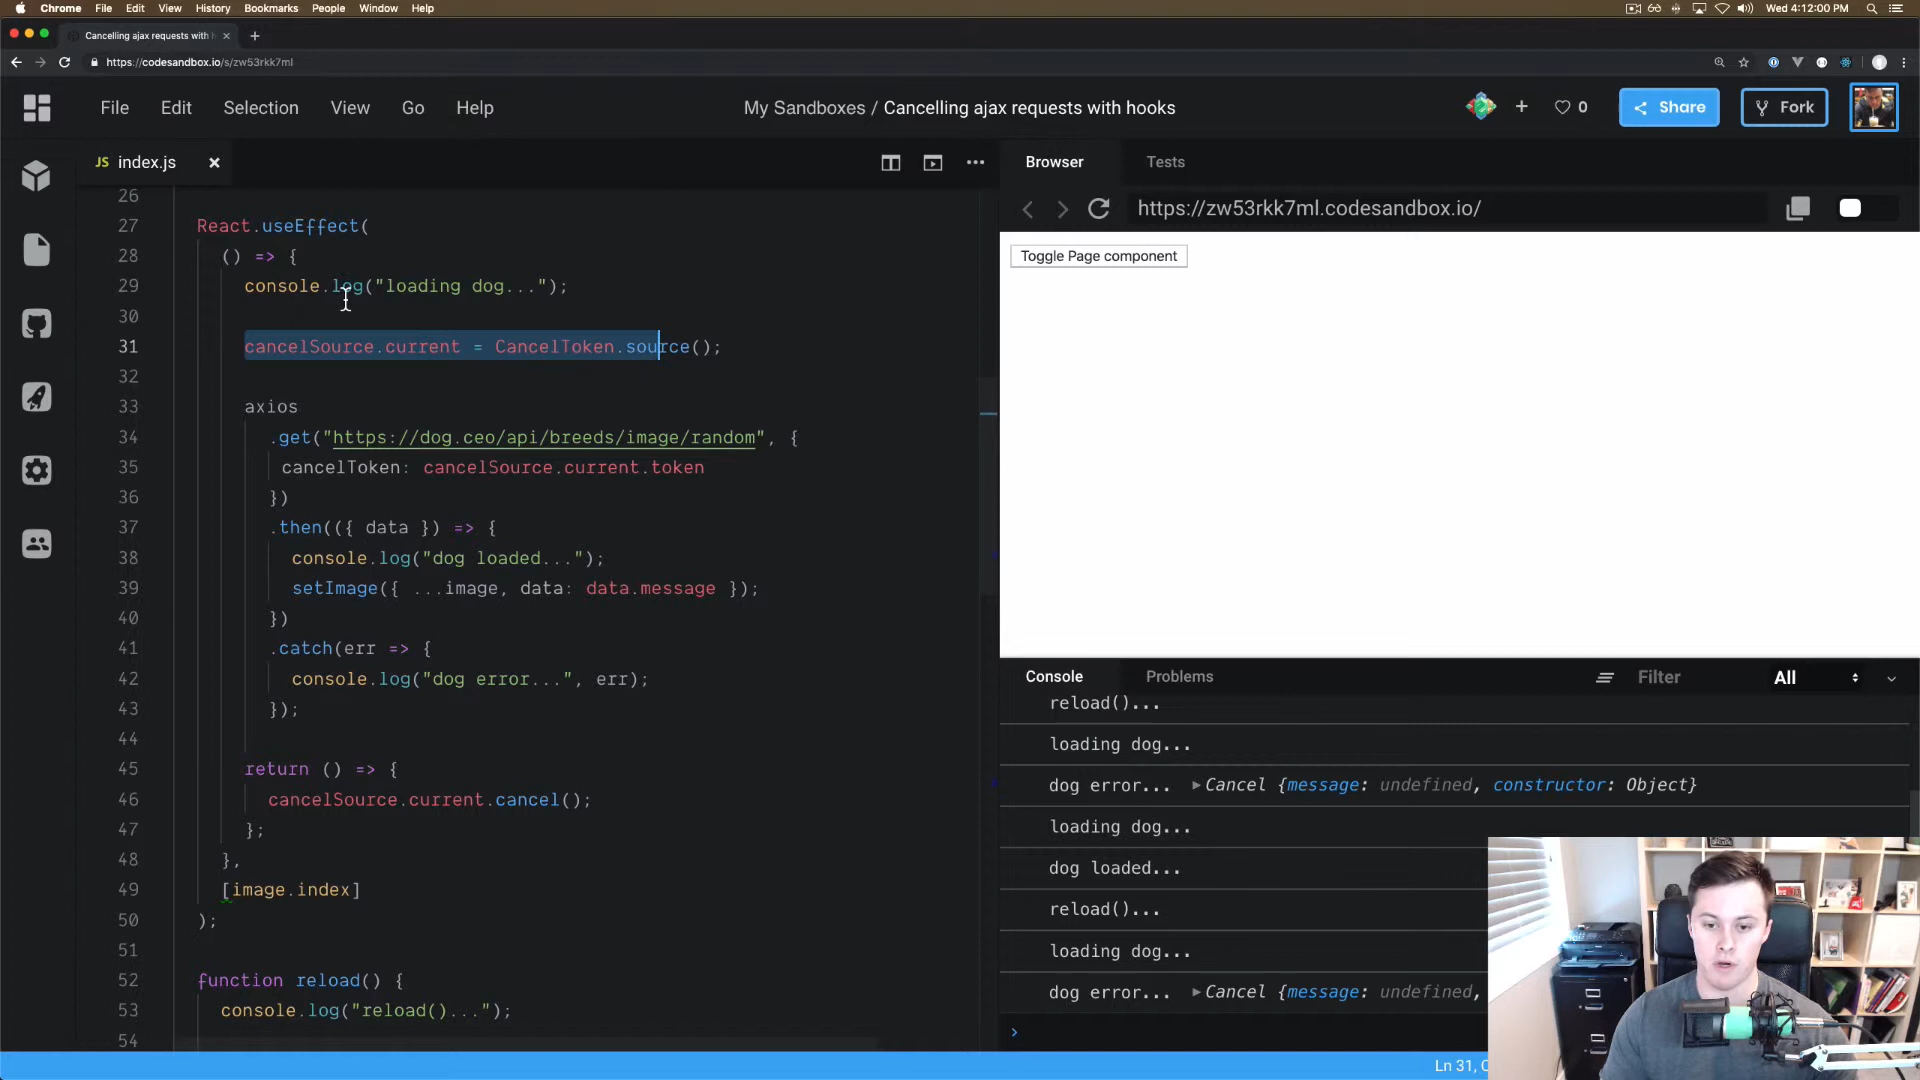 Chrome File Edit View History Bookmarks People Window Help
Wed 4:12:00 PM
Cancelling ajax requests with h
https://codesandbox.io/s/zw53rkk7ml
File Edit Selection View Go Help
My Sandboxes / Cancelling ajax requests with hooks
0
Share
Fork
JS index.js
26
27 React.useEffect(
28 () => {
29 console.log("loading dog...");
30
31 cancelSource.current = CancelToken.source();
32
33 axios
34 .get("https://dog.ceo/api/breeds/image/random", {
35 cancelToken: cancelSource.current.token
36 })
37 .then(({ data }) => {
38 console.log("dog loaded...");
39 setImage({ ...image, data: data.message });
40 })
41 .catch(err => {
42 console.log("dog error...", err);
43 });
44
45 return () => {
46 cancelSource.current.cancel();
47 };
48 },
49 [image.index]
50 );
51
52 function reload() {
53 console.log("reload()...");
54
Browser Tests
https://zw53rkk7ml.codesandbox.io/
Toggle Page component
Console Problems
Filter
All
reload()...
loading dog...
dog error... ▶Cancel {message: undefined, constructor: Object}
loading dog...
dog loaded...
reload()...
loading dog...
dog error... ▶Cancel {message: undefined,
›
Ln 31, C